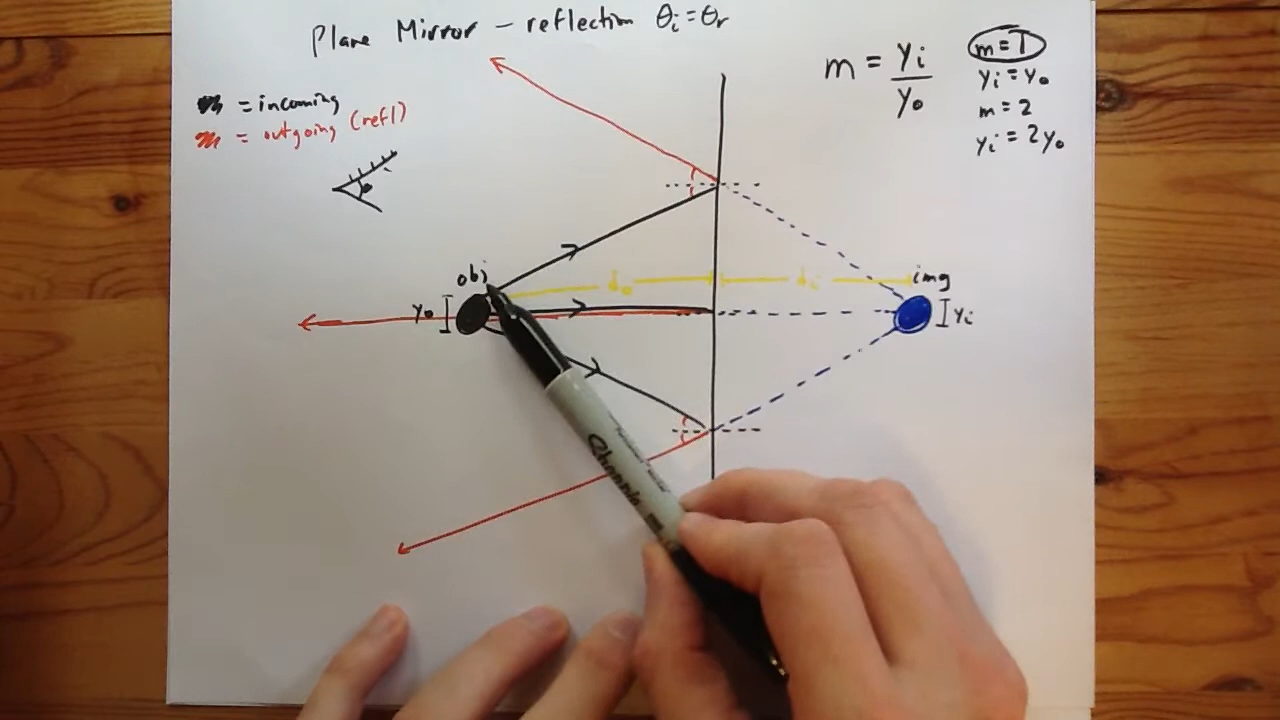 Plane Mirror – reflection θi=θr
= incoming
= outgoing (refl)
m = yi/yo
m=1
yi=yo
m=2
yi=2yo
obj
do
di
img
yo
yi
Sharpie